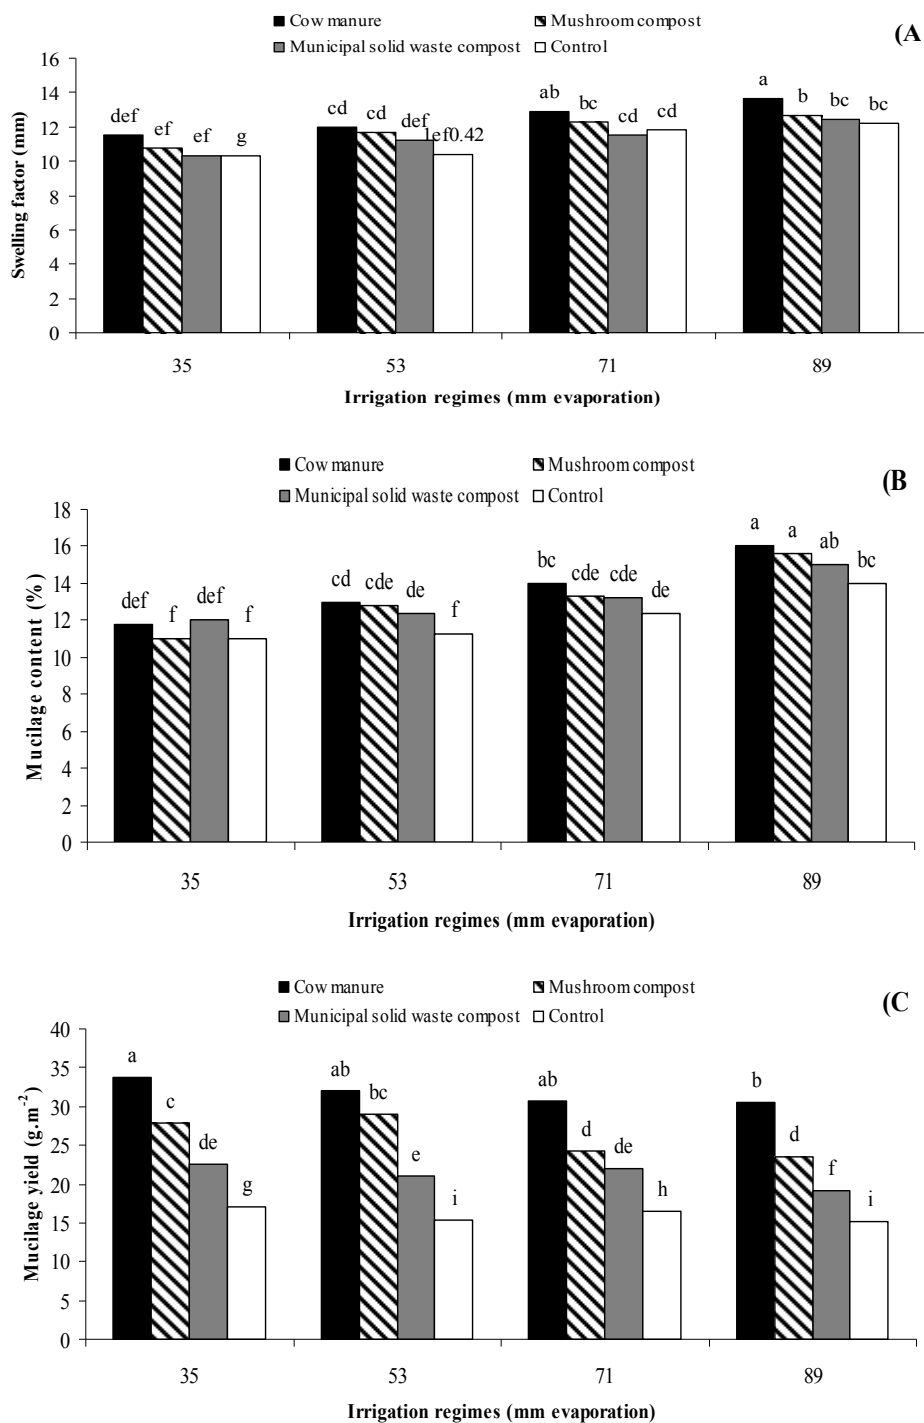 ■ Cow manure Mushroom compost (A)
Municipal solid waste compost Control
Swelling factor (mm)
16
14
12
10
8
6
4
2
0
def ef ef g
cd cd def 1ef0.42
ab bc cd cd
a b bc bc
35 53 71 89
Irrigation regimes (mm evaporation)
Cow manure Mushroom compost (B
Municipal solid waste compost Control
Mucilage content (%)
18
16
14
12
10
8
6
4
2
0
def f def f
cd cde de f
bc cde cde de
a a ab bc
35 53 71 89
Irrigation regimes (mm evaporation)
Cow manure Mushroom compost (C
Municipal solid waste compost Control
Mucilage yield (g.m-2)
40
35
30
25
20
15
10
5
0
a c de g
ab bc e i
ab d de h
b d f i
35 53 71 89
Irrigation regimes (mm evaporation)